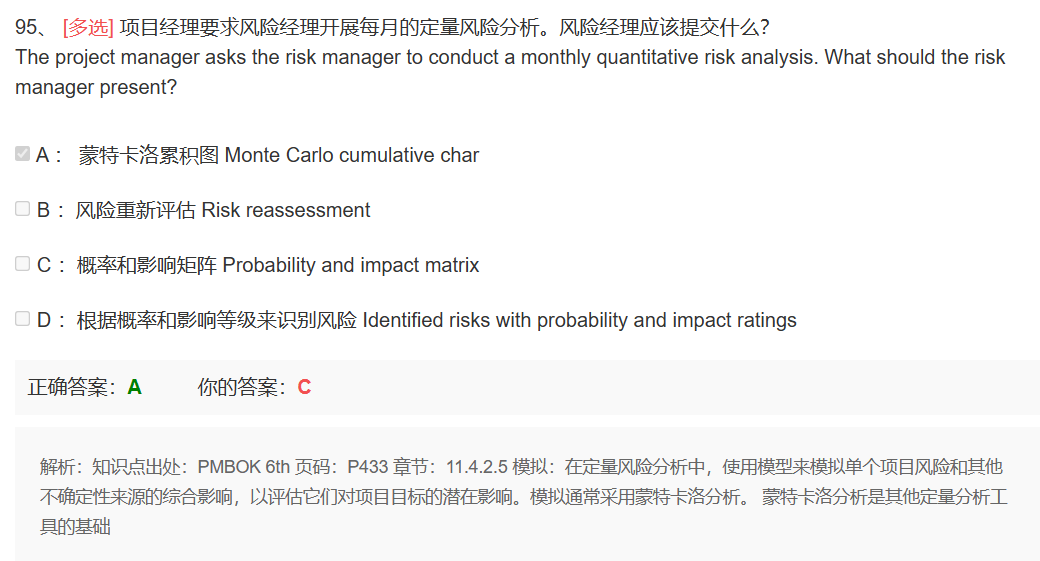 95、 [多选] 项目经理要求风险经理开展每月的定量风险分析。风险经理应该提交什么?
The project manager asks the risk manager to conduct a monthly quantitative risk analysis. What should the risk
manager present?
A： 蒙特卡洛累积图 Monte Carlo cumulative char
B： 风险重新评估 Risk reassessment
C： 概率和影响矩阵 Probability and impact matrix
D： 根据概率和影响等级来识别风险 Identified risks with probability and impact ratings
正确答案：A 你的答案：C
解析：知识点出处：PMBOK 6th 页码：P433 章节：11.4.2.5 模拟：在定量风险分析中，使用模型来模拟单个项目风险和其他
不确定性来源的综合影响，以评估它们对项目目标的潜在影响。模拟通常采用蒙特卡洛分析。 蒙特卡洛分析是其他定量分析工
具的基础